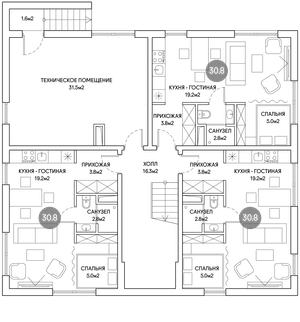 1.6м2
30.8
ТЕХНИЧЕСКОЕ ПОМЕЩЕНИЕ
31.5м2
КУХНЯ - ГОСТИНАЯ
19.2м2
ПРИХОЖАЯ
3.8м2
СПАЛЬНЯ
5.0м2
САНУЗЕЛ
2.8м2
ПРИХОЖАЯ
3.8м2
ХОЛЛ
16.3м2
ПРИХОЖАЯ
3.8м2
КУХНЯ - ГОСТИНАЯ
19.2м2
КУХНЯ - ГОСТИНАЯ
19.2м2
30.8
САНУЗЕЛ
2.8м2
САНУЗЕЛ
2.8м2
30.8
СПАЛЬНЯ
5.0м2
СПАЛЬНЯ
5.0м2